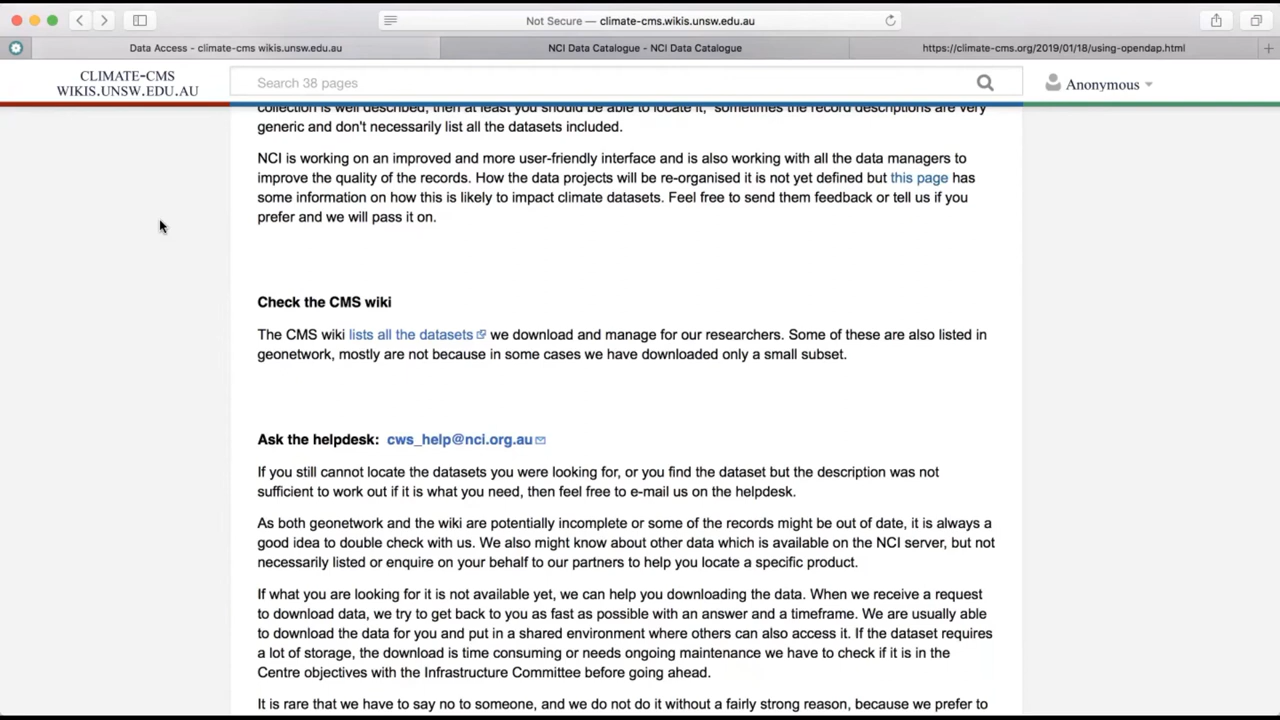 Not Secure — climate-cms.wikis.unsw.edu.au
Data Access - climate-cms wikis.unsw.edu.au
NCI Data Catalogue - NCI Data Catalogue
https://climate-cms.org/2019/01/18/using-opendap.html
CLIMATE-CMS
WIKIS.UNSW.EDU.AU
Search 38 pages
Anonymous
collection is well described, then at least you should be able to locate it, sometimes the record descriptions are very
generic and don't necessarily list all the datasets included.
NCI is working on an improved and more user-friendly interface and is also working with all the data managers to
improve the quality of the records. How the data projects will be re-organised it is not yet defined but this page has
some information on how this is likely to impact climate datasets. Feel free to send them feedback or tell us if you
prefer and we will pass it on.
Check the CMS wiki
The CMS wiki lists all the datasets we download and manage for our researchers. Some of these are also listed in
geonetwork, mostly are not because in some cases we have downloaded only a small subset.
Ask the helpdesk: cws_help@nci.org.au
If you still cannot locate the datasets you were looking for, or you find the dataset but the description was not
sufficient to work out if it is what you need, then feel free to e-mail us on the helpdesk.
As both geonetwork and the wiki are potentially incomplete or some of the records might be out of date, it is always a
good idea to double check with us. We also might know about other data which is available on the NCI server, but not
necessarily listed or enquire on your behalf to our partners to help you locate a specific product.
If what you are looking for it is not available yet, we can help you downloading the data. When we receive a request
to download data, we try to get back to you as fast as possible with an answer and a timeframe. We are usually able
to download the data for you and put in a shared environment where others can also access it. If the dataset requires
a lot of storage, the download is time consuming or needs ongoing maintenance we have to check if it is in the
Centre objectives with the Infrastructure Committee before going ahead.
It is rare that we have to say no to someone, and we do not do it without a fairly strong reason, because we prefer to